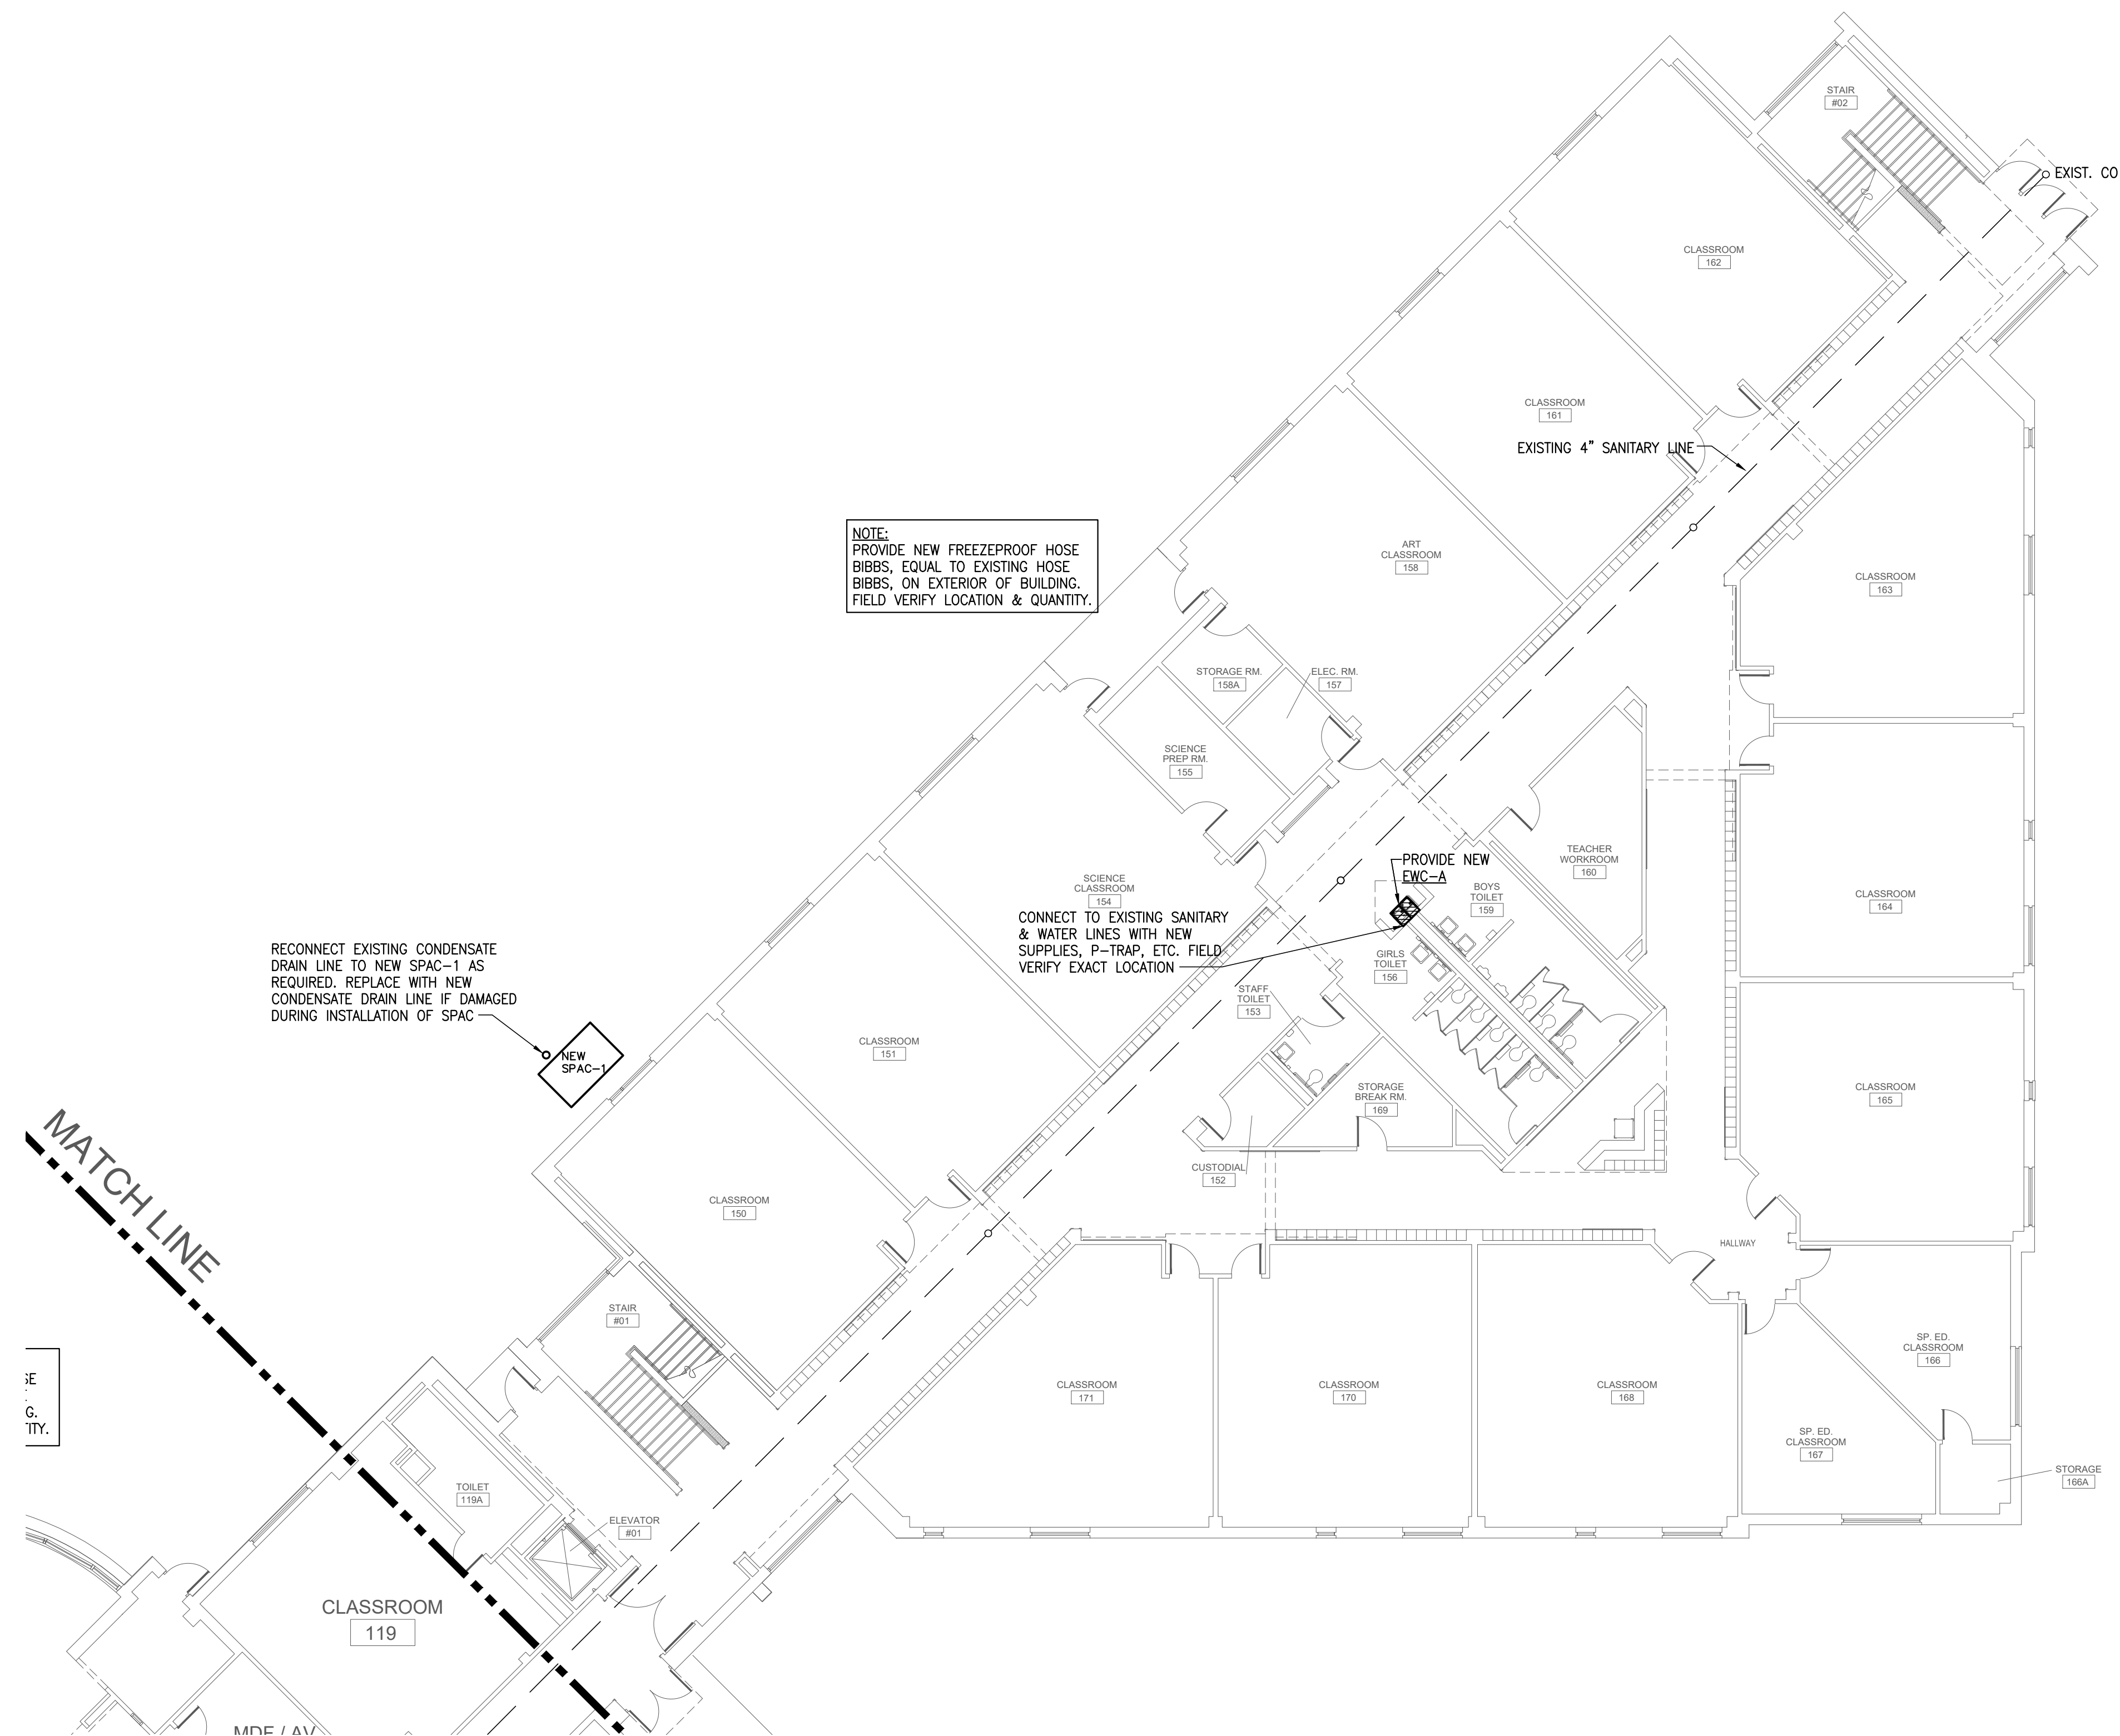 STAIR
#02
EXIST. CO
CLASSROOM
162
CLASSROOM
161
EXISTING 4" SANITARY LINE
NOTE:
PROVIDE NEW FREEZEPROOF HOSE
BIBBS, EQUAL TO EXISTING HOSE
BIBBS, ON EXTERIOR OF BUILDING.
FIELD VERIFY LOCATION & QUANTITY.
ART
CLASSROOM
158
CLASSROOM
163
STORAGE RM.
158A
ELEC. RM.
157
SCIENCE
PREP RM.
155
TEACHER
WORKROOM
160
PROVIDE NEW
EWC-A
BOYS
TOILET
159
SCIENCE
CLASSROOM
154
CLASSROOM
164
CONNECT TO EXISTING SANITARY
& WATER LINES WITH NEW
SUPPLIES, P-TRAP, ETC. FIELD
VERIFY EXACT LOCATION
GIRLS
TOILET
156
RECONNECT EXISTING CONDENSATE
DRAIN LINE TO NEW SPAC-1 AS
REQUIRED. REPLACE WITH NEW
CONDENSATE DRAIN LINE IF DAMAGED
DURING INSTALLATION OF SPAC
STAFF
TOILET
153
NEW
SPAC-1
CLASSROOM
151
STORAGE
BREAK RM.
169
CLASSROOM
165
MATCH LINE
CUSTODIAL
152
CLASSROOM
150
HALLWAY
STAIR
#01
SP. ED.
CLASSROOM
166
SE
G.
TITY.
CLASSROOM
171
CLASSROOM
170
CLASSROOM
168
SP. ED.
CLASSROOM
167
STORAGE
166A
TOILET
119A
ELEVATOR
#01
CLASSROOM
119
MDF / AV